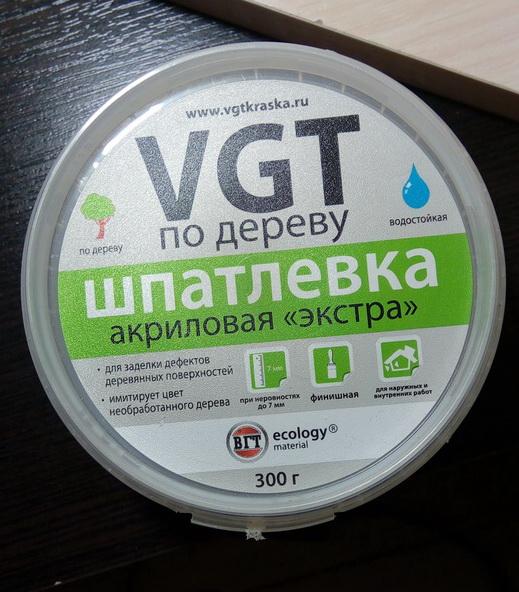 www.vgtkraska.ru
VGT
по дереву
по дереву
водостойкая
шпатлевка
акриловая «экстра»
• для заделки дефектов
деревянных поверхностей
• имитирует цвет
необработанного дерева
7 мм
при неровностях
до 7 мм
финишная
для наружных и
внутренних работ
ВГТ
ecology®
material
300 г